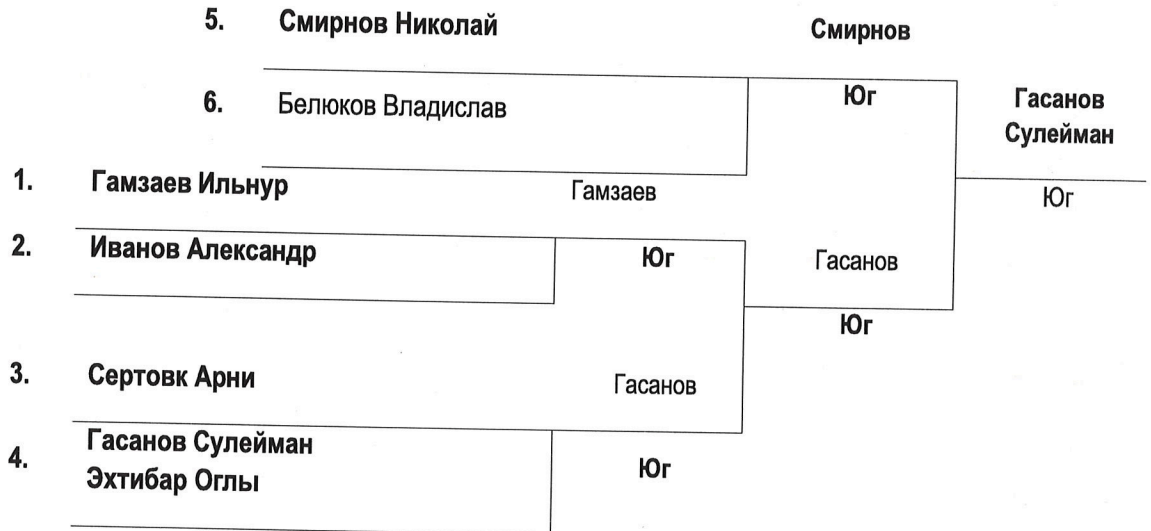 5. Смирнов Николай Смирнов
6. Белюков Владислав Юг Гасанов
Сулейман
1. Гамзаев Ильнур Гамзаев Юг
2. Иванов Александр Юг Гасанов
Юг
3. Сертовк Арни Гасанов
4. Гасанов Сулейман
Эхтибар Оглы Юг